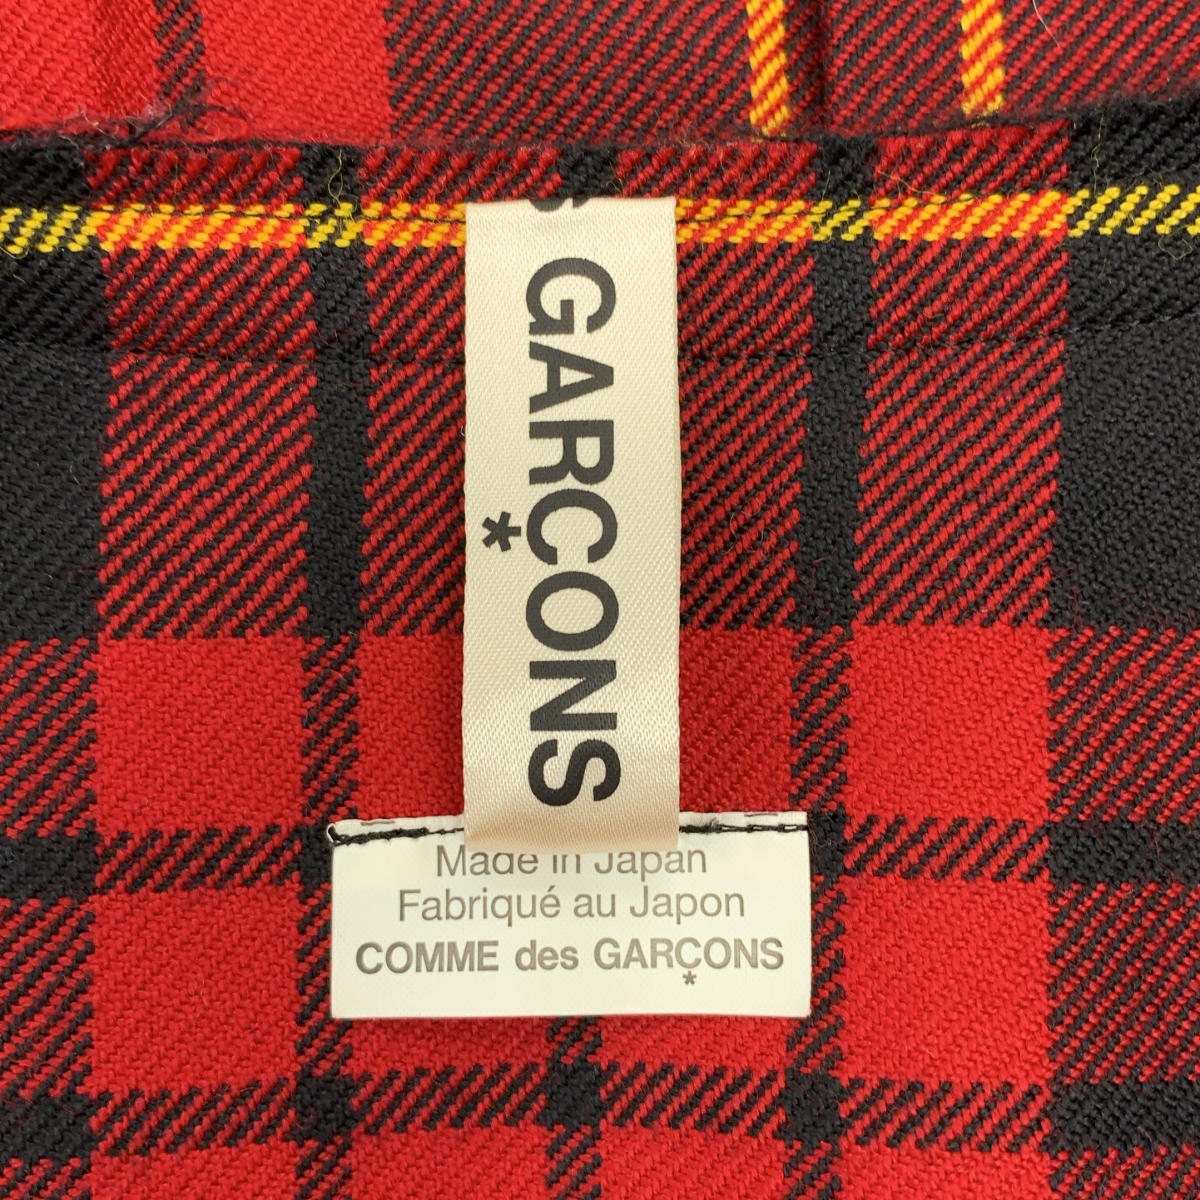 GARÇONS
Made in Japan
Fabriqué au Japon
COMME des GARÇONS
*